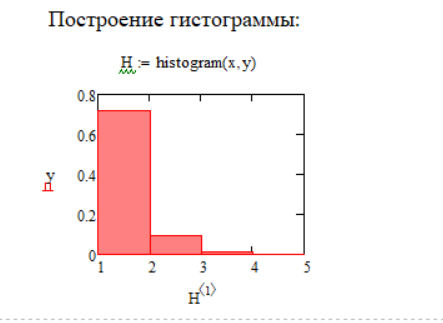 Построение гистограммы:
H := histogram(x,y)
0.8
0.6
y/n 0.4
0.2
0
1 2 3 4 5
H⟨1⟩